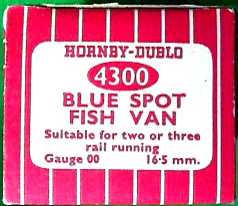 HORNBY-DUBLO
4300
BLUE SPOT
FISH VAN
Suitable for two or three
rail running
Gauge 00 16·5 mm.